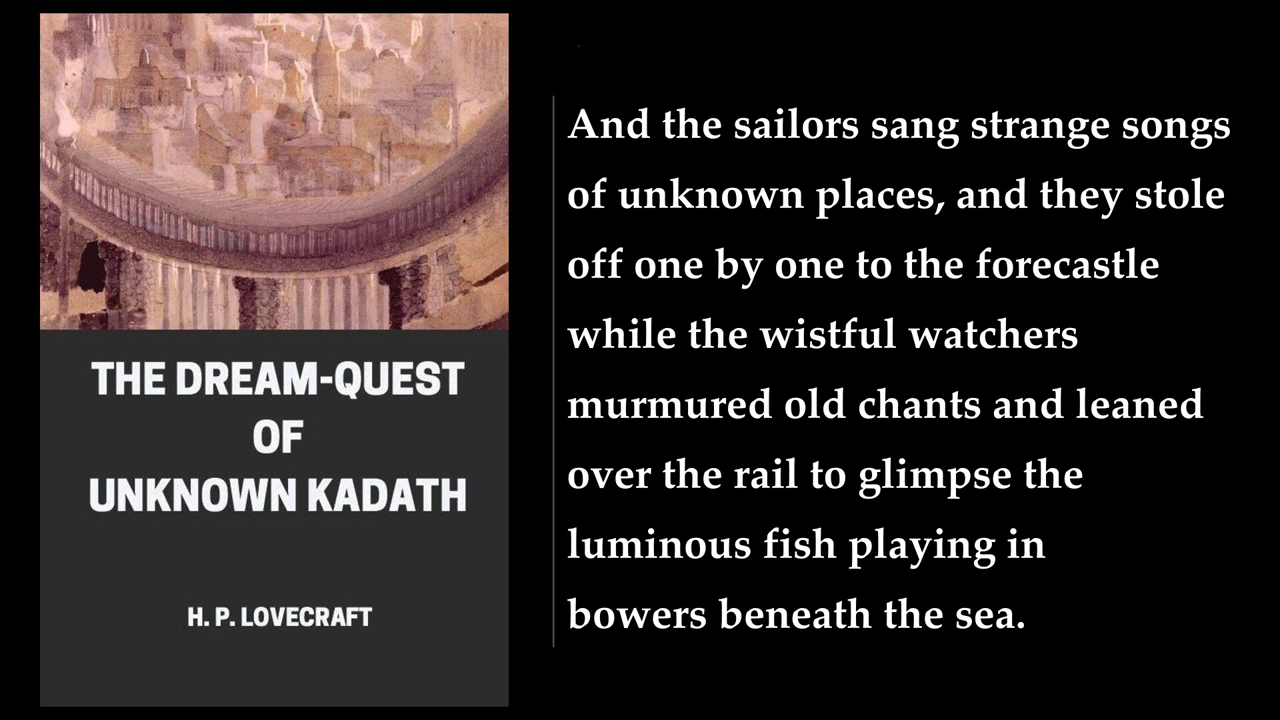 THE DREAM-QUEST
OF
UNKNOWN KADATH
H. P. LOVECRAFT
And the sailors sang strange songs
of unknown places, and they stole
off one by one to the forecastle
while the wistful watchers
murmured old chants and leaned
over the rail to glimpse the
luminous fish playing in
bowers beneath the sea.